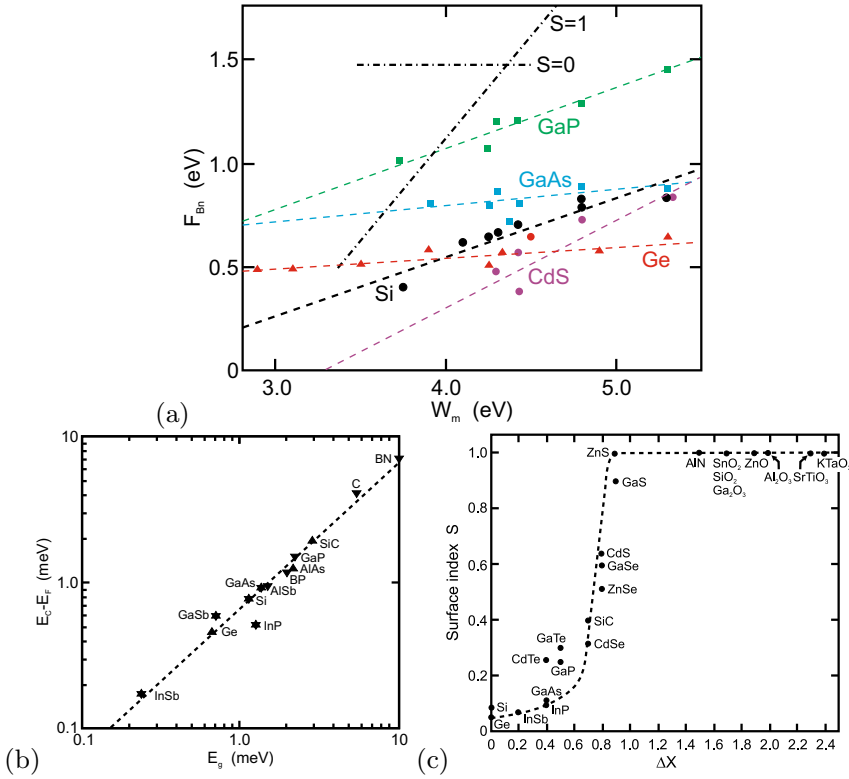 S=1
S=0
1.5
GaP
1.0
GaAs
F_Bn (eV)
0.5
Si
CdS
Ge
0
3.0
4.0
5.0
W_m (eV)
(a)
10
BN
C
SiC
GaP
AlAs
BP
GaAs
AlSb
1.0
Si
GaSb
InP
Ge
InSb
0.1
E_C-E_F (meV)
0.1
1.0
10
E_g (meV)
(b)
1.0
ZnS
AlN
SnO₂
SiO₂
Ga₂O₃
ZnO
Al₂O₃
SrTiO₃
KTaO
GaS
0.8
CdS
GaSe
0.6
ZnSe
SiC
0.4
CdSe
GaTe
CdTe
GaP
0.2
GaAs
Si
InP
InSb
Ge
0
Surface index S
0
0.2
0.4
0.6
0.8
1.0
1.2
1.4
1.6
1.8
2.0
2.2
2.4
ΔX
(c)